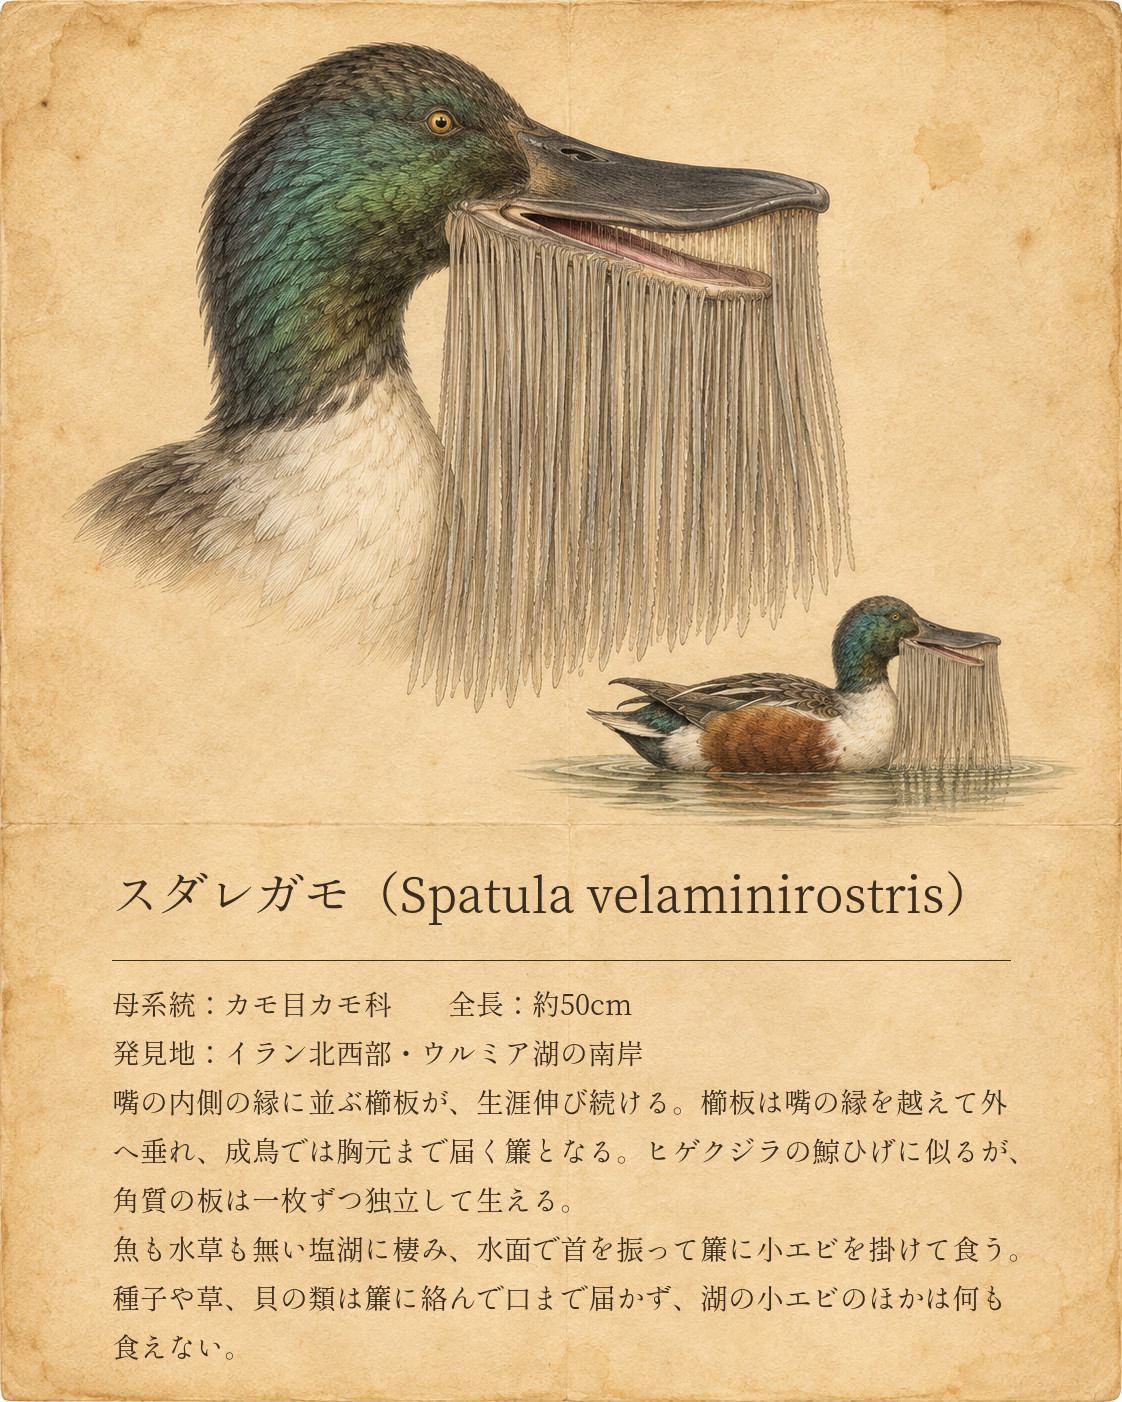 スダレガモ（Spatula velaminirostris）
母系統：カモ目カモ科　　全長：約50cm
発見地：イラン北西部・ウルミア湖の南岸
嘴の内側の縁に並ぶ櫛板が、生涯伸び続ける。櫛板は嘴の縁を越えて外
へ垂れ、成鳥では胸元まで届く簾となる。ヒゲクジラの鯨ひげに似るが、
角質の板は一枚ずつ独立して生える。
魚も水草も無い塩湖に棲み、水面で首を振って簾に小エビを掛けて食う。
種子や草、貝の類は簾に絡んで口まで届かず、湖の小エビのほかは何も
食えない。